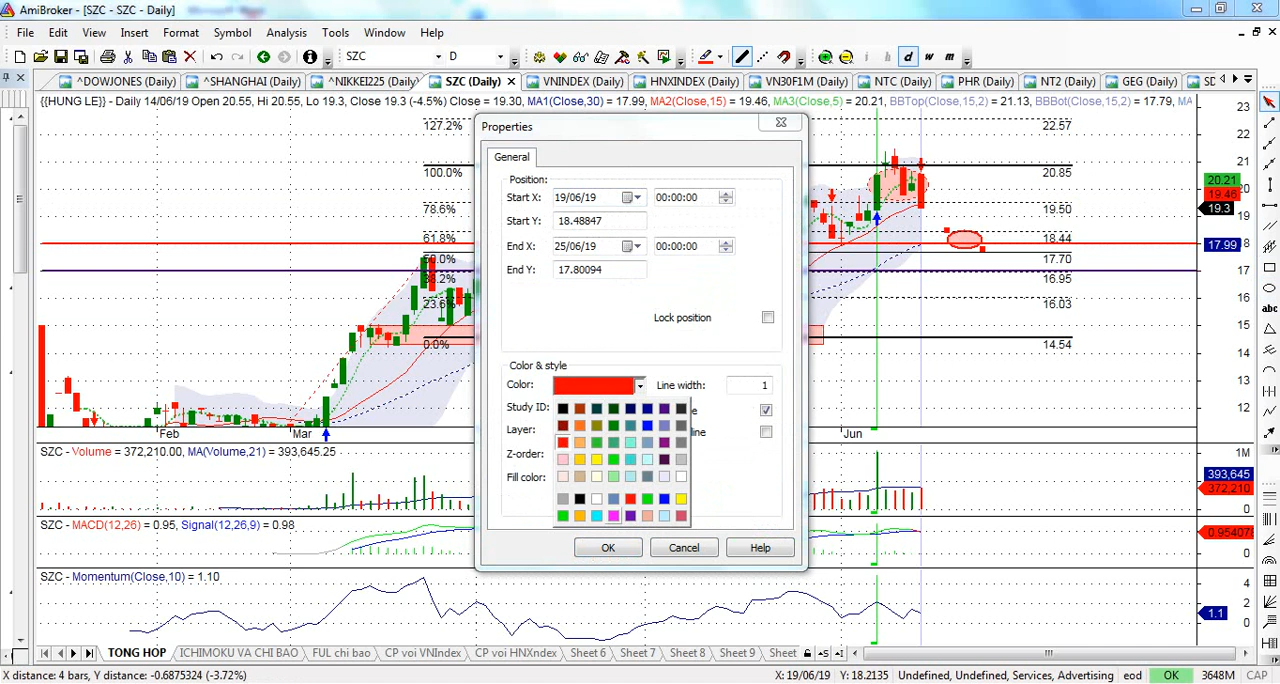 AmiBroker - [SZC - SZC - Daily]
File Edit View Insert Format Symbol Analysis Tools Window Help
SZC D i h d w m
^DOWJONES (Daily) ^SHANGHAI (Daily) ^NIKKEI225 (Daily) SZC (Daily) VNINDEX (Daily) HNXINDEX (Daily) VN30F1M (Daily) NTC (Daily) PHR (Daily) NT2 (Daily) GEG (Daily) SD
{{HUNG LE}} - Daily 14/06/19 Open 20.55, Hi 20.55, Lo 19.3, Close 19.3 (-4.5%) Close = 19.30, MA1(Close,30) = 17.99, MA2(Close,15) = 19.46, MA3(Close,5) = 20.21, BBTop(Close,15,2) = 21.13, BBBot(Close,15,2) = 17.79, MA
127.2%
100.0%
78.6%
61.8%
50.0%
38.2%
23.6%
0.0%
22.57
20.85
19.50
18.44
17.70
16.95
16.03
14.54
23
22
21
20.21
20
19.46
19.3
19
18
17.99
17
16
15
14
13
12
abc
Properties
General
Position:
Start X: 19/06/19 00:00:00
Start Y: 18.48847
End X: 25/06/19 00:00:00
End Y: 17.80094
Lock position
Color & style
Color: Line width: 1
Study ID: e
Layer: line
Z-order:
Fill color:
OK Cancel Help
Feb Mar Jun
SZC - Volume = 372,210.00, MA(Volume,21) = 393,645.25
1M
393,645
372,210
0
SZC - MACD(12,26) = 0.95, Signal(12,26,9) = 0.98
0.954078
0
SZC - Momentum(Close,10) = 1.10
4
2
1.1
0
TONG HOP ICHIMOKU VA CHI BAO FUL chi bao CP voi VNIndex CP voi HNXindex Sheet 6 Sheet 7 Sheet 8 Sheet 9 Sheet
X distance: 4 bars, Y distance: -0.6875324 (-3.72%) X: 19/06/19 Y: 18.2135 Undefined, Undefined, Services, Advertising eod OK 3648M CAP